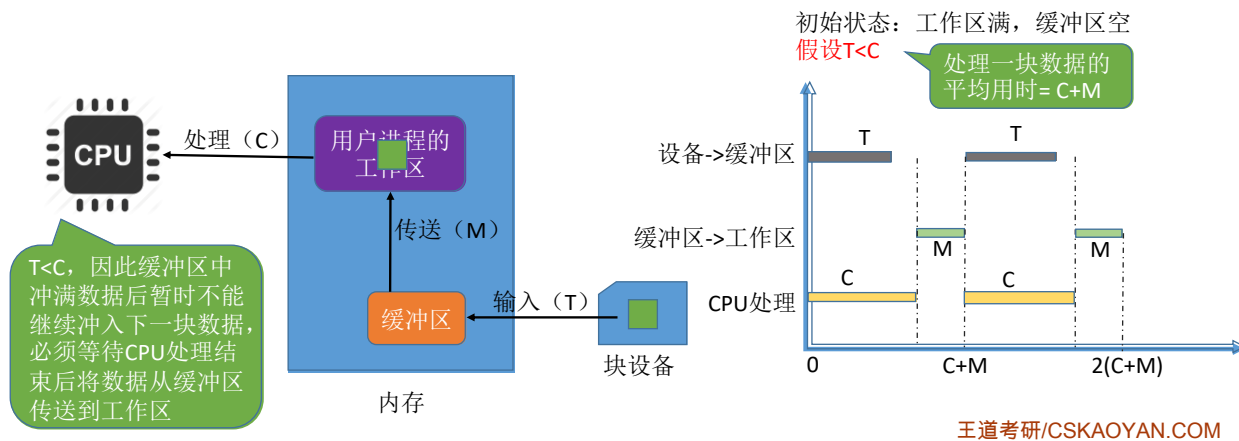 初始状态：工作区满，缓冲区空
假设T<C
处理一块数据的
平均用时= C+M
CPU
处理（C）
用户进程的
工作区
传送（M）
缓冲区
输入（T）
块设备
内存
T<C，因此缓冲区中
冲满数据后暂时不能
继续冲入下一块数据，
必须等待CPU处理结
束后将数据从缓冲区
传送到工作区
设备->缓冲区
T
T
缓冲区->工作区
M
M
CPU处理
C
C
0
C+M
2(C+M)
王道考研/CSKAOYAN.COM